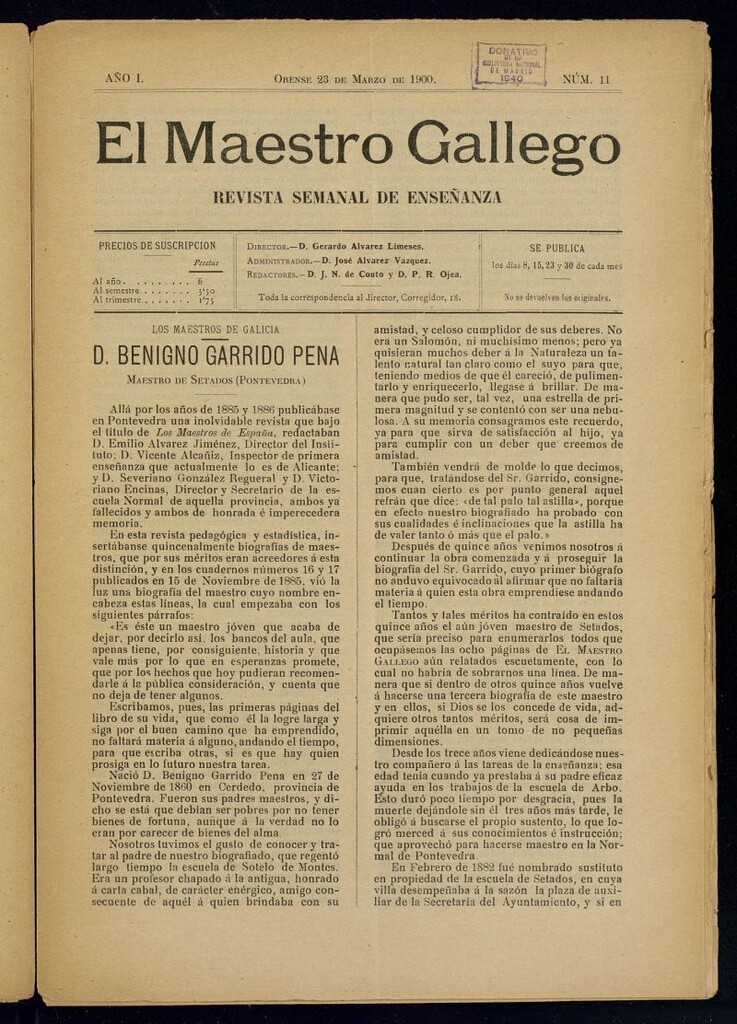 AÑO I.
ORENSE 23 DE MARZO DE 1900.
DONATIVO
DE LA
BIBLIOTECA NACIONAL
DE MADRID
1940
NÚM. 11
El Maestro Gallego
REVISTA SEMANAL DE ENSEÑANZA
PRECIOS DE SUSCRIPCION
Pesetas
Al año. . . . . . . . 6
Al semestre. . . . . . . . 3'50
Al trimestre. . . . . . . 1'75
DIRECTOR.—D. Gerardo Alvarez Limeses.
ADMINISTRADOR.—D. José Alvarez Vazquez.
REDACTORES.—D. J. N. de Couto y D. P. R. Ojea.
Toda la correspondencia al Jirector, Corregidor, 18.
SE PUBLICA
los días 8, 15, 23 y 30 de cada mes
No se devuelven los originales.
LOS MAESTROS DE GALICIA
D. BENIGNO GARRIDO PENA
MAESTRO DE SETADOS (PONTEVEDRA)
Allá por los años de 1885 y 1886 publicábase
en Pontevedra una inolvidable revista que bajo
el título de Los Maestros de España, redactaban
D. Emilio Alvarez Jiménez, Director del Insti-
tuto; D. Vicente Alcañiz, Inspector de primera
enseñanza que actualmente lo es de Alicante;
y D. Severiano González Regueral y D. Victo-
riano Encinas, Director y Secretario de la es-
cuela Normal de aquella provincia, ambos ya
fallecidos y ambos de honrada é imperecedera
memoria.
En esta revista pedagógica y estadística, in-
sertábanse quincenalmente biografías de maes-
tros, que por sus méritos eran acreedores á esta
distinción, y en los cuadernos números 16 y 17
publicados en 15 de Noviembre de 1885, vió la
luz una biografía del maestro cuyo nombre en-
cabeza estas líneas, la cual empezaba con los
siguientes párrafos:
«Es éste un maestro jóven que acaba de
dejar, por decirlo así, los bancos del aula, que
apenas tiene, por consiguiente, historia y que
vale más por lo que en esperanzas promete,
que por los hechos que hoy pudieran recomen-
darle á la pública consideración, y cuenta que
no deja de tener algunos.
Escribamos, pues, las primeras páginas del
libro de su vida, que como él la logre larga y
siga por el buen camino que ha emprendido,
no faltará materia á alguno, andando el tiempo,
para que escriba otras, si es que hay quien
prosiga en lo futuro nuestra tarea.
Nació D. Benigno Garrido Pena en 27 de
Noviembre de 1860 en Cerdedo, provincia de
Pontevedra. Fueron sus padres maestros, y di-
cho se está que debían ser pobres por no tener
bienes de fortuna, aunque á la verdad no lo
eran por carecer de bienes del alma.
Nosotros tuvimos el gusto de conocer y tra-
tar al padre de nuestro biografiado, que regentó
largo tiempo la escuela de Sotelo de Montes.
Era un profesor chapado á la antigua, honrado
á carta cabal, de carácter enérgico, amigo con-
secuente de aquél á quien brindaba con su
amistad, y celoso cumplidor de sus deberes. No
era un Salomón, ni muchísimo menos; pero ya
quisieran muchos deber á la Naturaleza un ta-
lento natural tan claro como el suyo para que,
teniendo medios de que él careció, de pulimen-
tarlo y enriquecerlo, llegase á brillar. De ma-
nera que pudo ser, tal vez, una estrella de pri-
mera magnitud y se contentó con ser una nebu-
losa. A su memoria consagramos este recuerdo,
ya para que sirva de satisfacción al hijo, ya
para cumplir con un deber que creemos de
amistad.
También vendrá de molde lo que decimos,
para que, tratándose del Sr. Garrido, consigne-
mos cuan cierto es por punto general aquel
refrán que dice: «de tal palo tal astilla», porque
en efecto nuestro biografiado ha probado con
sus cualidades é inclinaciones que la astilla ha
de valer tanto ó más que el palo.»
Después de quince años venimos nosotros á
continuar la obra comenzada y á proseguir la
biografía del Sr. Garrido, cuyo primer biógrafo
no anduvo equivocado al afirmar que no faltaría
materia á quien esta obra emprendiese andando
el tiempo.
Tantos y tales méritos ha contraido en estos
quince años el aún jóven maestro de Setados,
que sería preciso para enumerarlos todos que
ocupásemos las ocho páginas de EL MAESTRO
GALLEGO aún relatados escuetamente, con lo
cual no habría de sobrarnos una línea. De ma-
nera que si dentro de otros quince años vuelve
á hacerse una tercera biografía de este maestro
y en ellos, si Dios se los concede de vida, ad-
quiere otros tantos méritos, será cosa de im-
primir aquélla en un tomo de no pequeñas
dimensiones.
Desde los trece años viene dedicándose nues-
tro compañero á las tareas de la enseñanza; esa
edad tenía cuando ya prestaba á su padre eficaz
ayuda en los trabajos de la escuela de Arbo.
Esto duró poco tiempo por desgracia, pues la
muerte dejándole sin él tres años más tarde, le
obligó á buscarse el propio sustento, lo que lo-
gró merced á sus conocimientos é instrucción;
que aprovechó para hacerse maestro en la Nor-
mal de Pontevedra.
En Febrero de 1882 fué nombrado sustituto
en propiedad de la escuela de Setados, en cuya
villa desempeñaba á la sazón la plaza de auxi-
liar de la Secretaría del Ayuntamiento, y si en